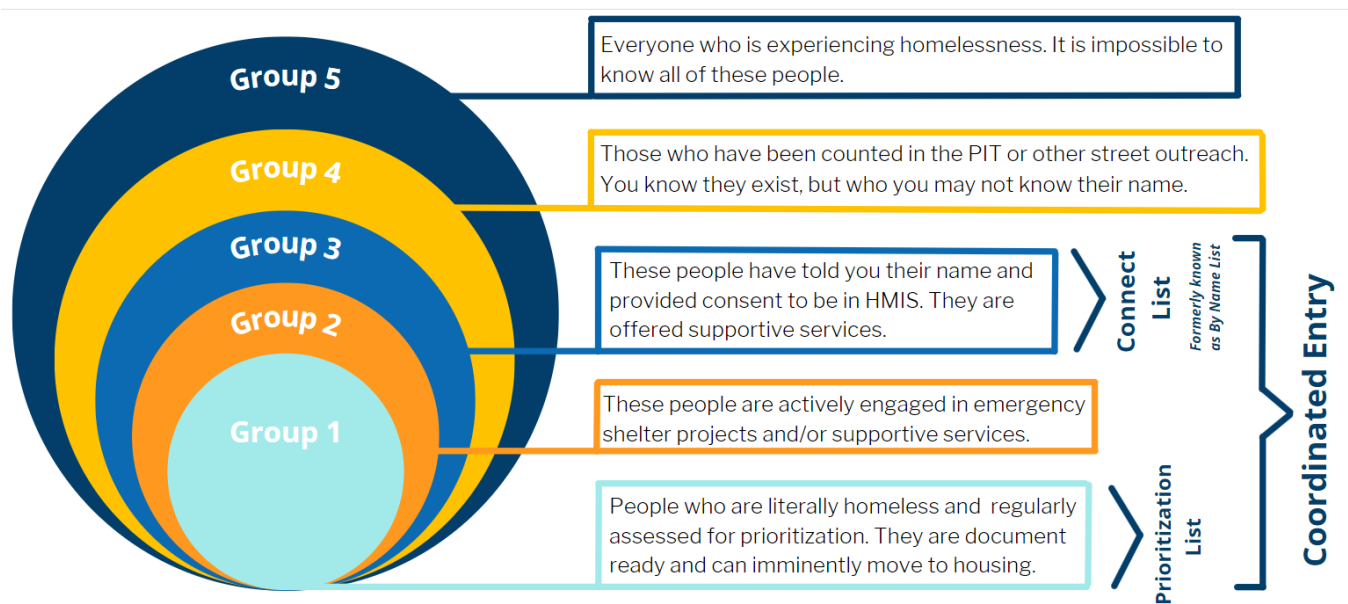 Group 5
Everyone who is experiencing homelessness. It is impossible to
know all of these people.
Group 4
Those who have been counted in the PIT or other street outreach.
You know they exist, but who you may not know their name.
Group 3
These people have told you their name and
provided consent to be in HMIS. They are
offered supportive services.
Connect
List
Formerly known
as By Name List
Group 2
These people are actively engaged in emergency
shelter projects and/or supportive services.
Group 1
People who are literally homeless and regularly
assessed for prioritization. They are document
ready and can imminently move to housing.
Prioritization
List
Coordinated Entry